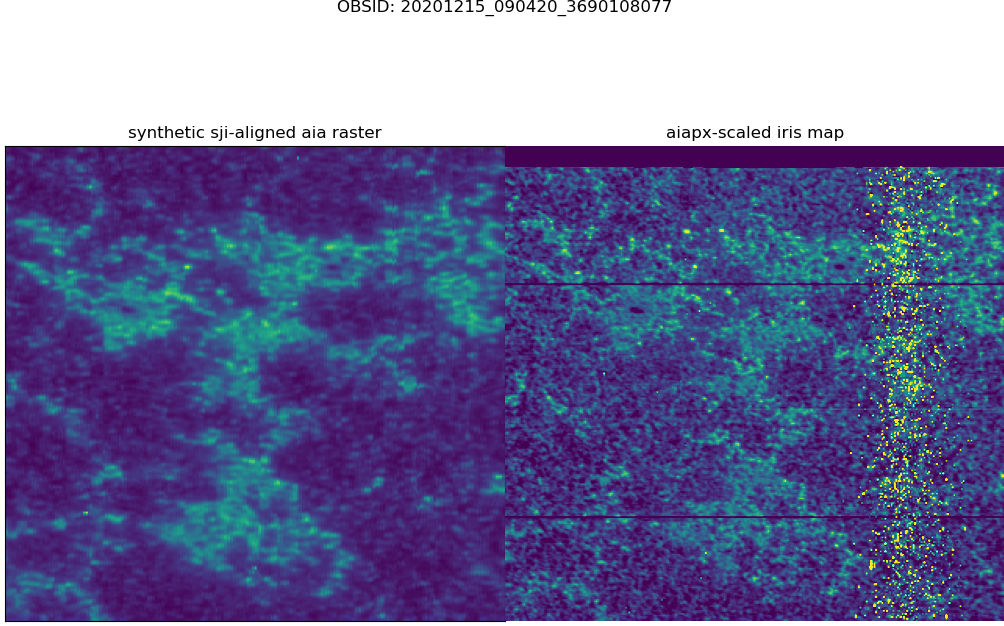 OBSID: 20201215_090420_3690108077
synthetic sji-aligned aia raster
aiapx-scaled iris map